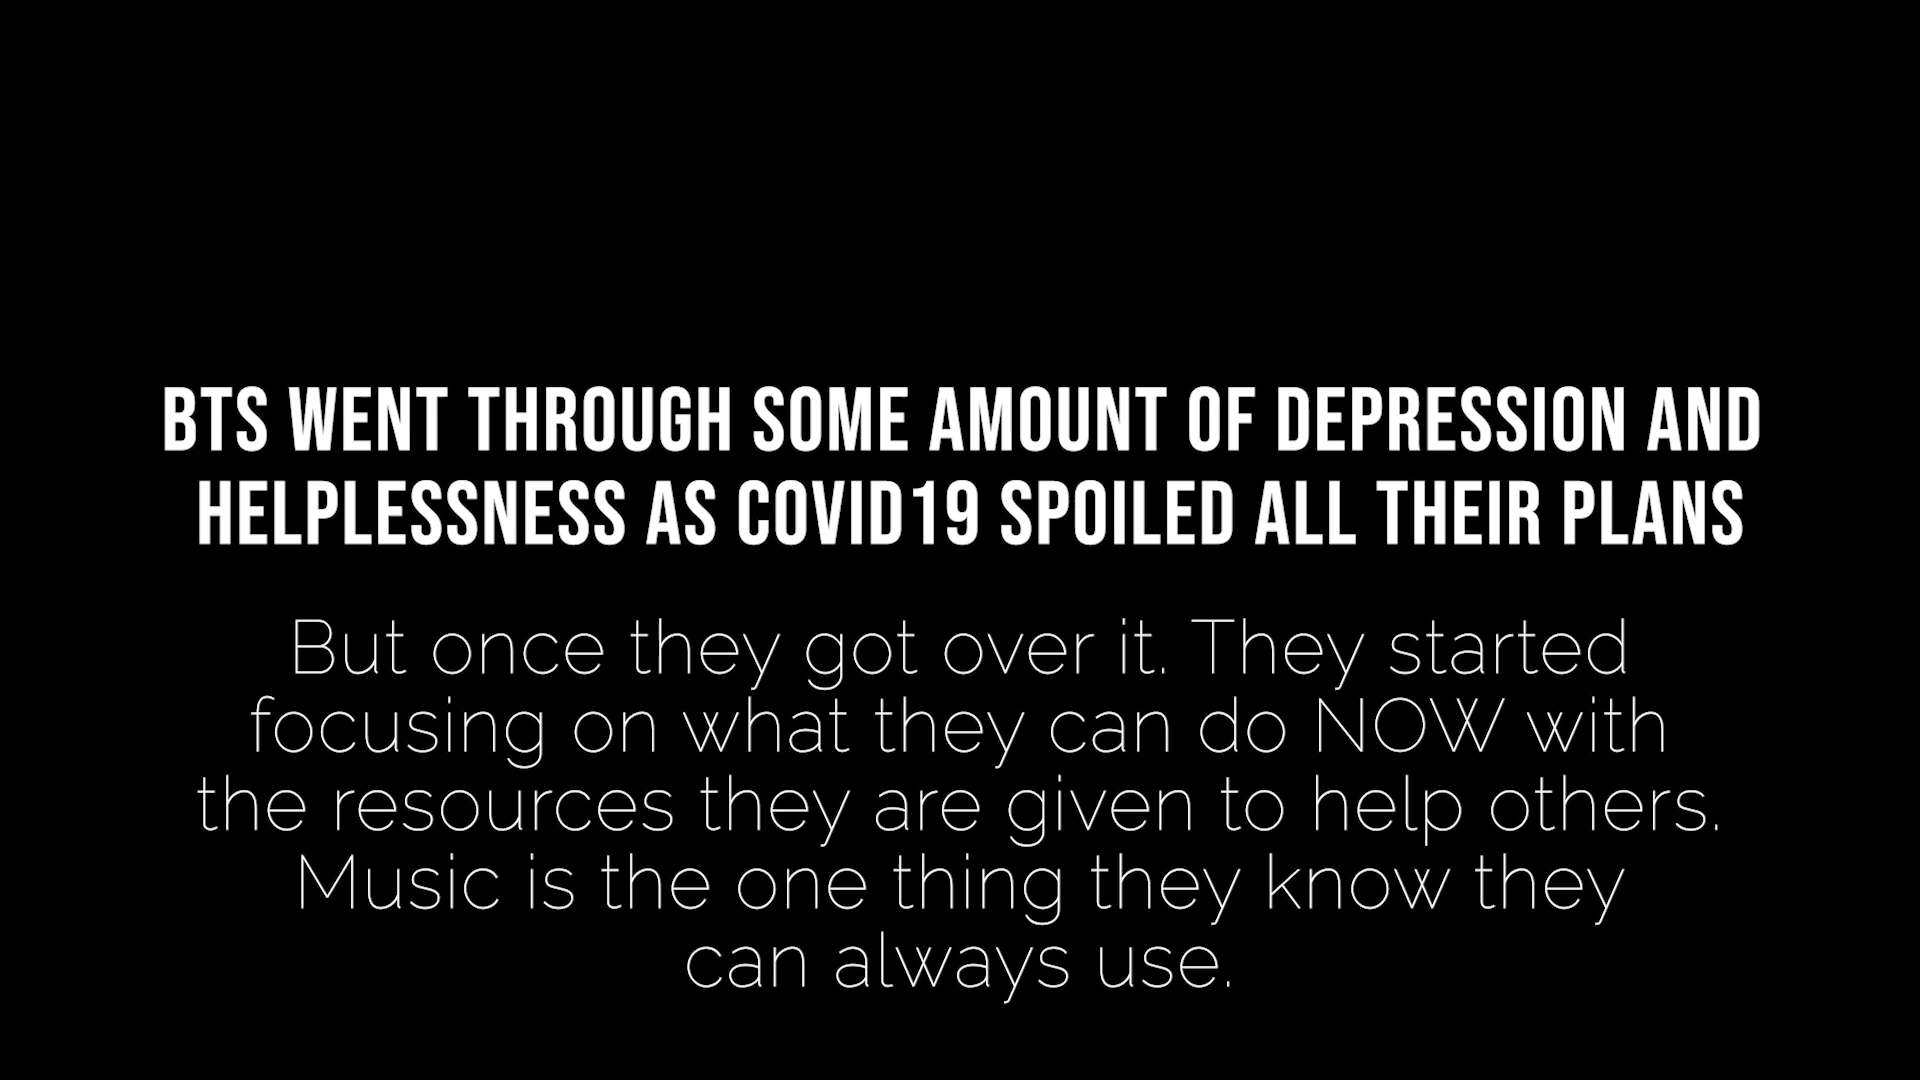 BTS WENT THROUGH SOME AMOUNT OF DEPRESSION AND
HELPLESSNESS AS COVID19 SPOILED ALL THEIR PLANS
But once they got over it. They started
focusing on what they can do NOW with
the resources they are given to help others.
Music is the one thing they know they
can always use.